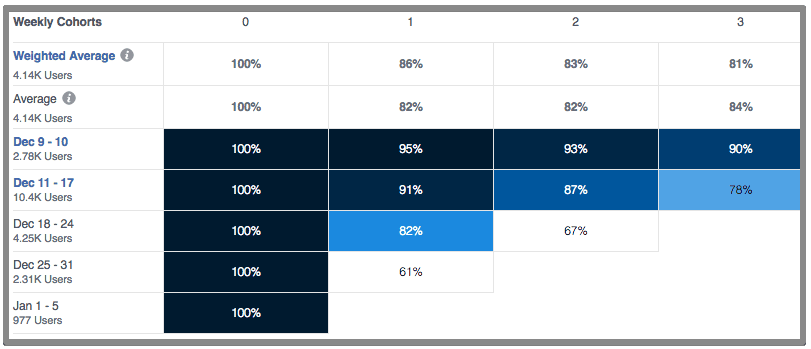 Weekly Cohorts 0 1 2 3
Weighted Average 100% 86% 83% 81%
4.14K Users
Average 100% 82% 82% 84%
4.14K Users
Dec 9 - 10 100% 95% 93% 90%
2.78K Users
Dec 11 - 17 100% 91% 87% 78%
10.4K Users
Dec 18 - 24 100% 82% 67%
4.25K Users
Dec 25 - 31 100% 61%
2.31K Users
Jan 1 - 5 100%
977 Users